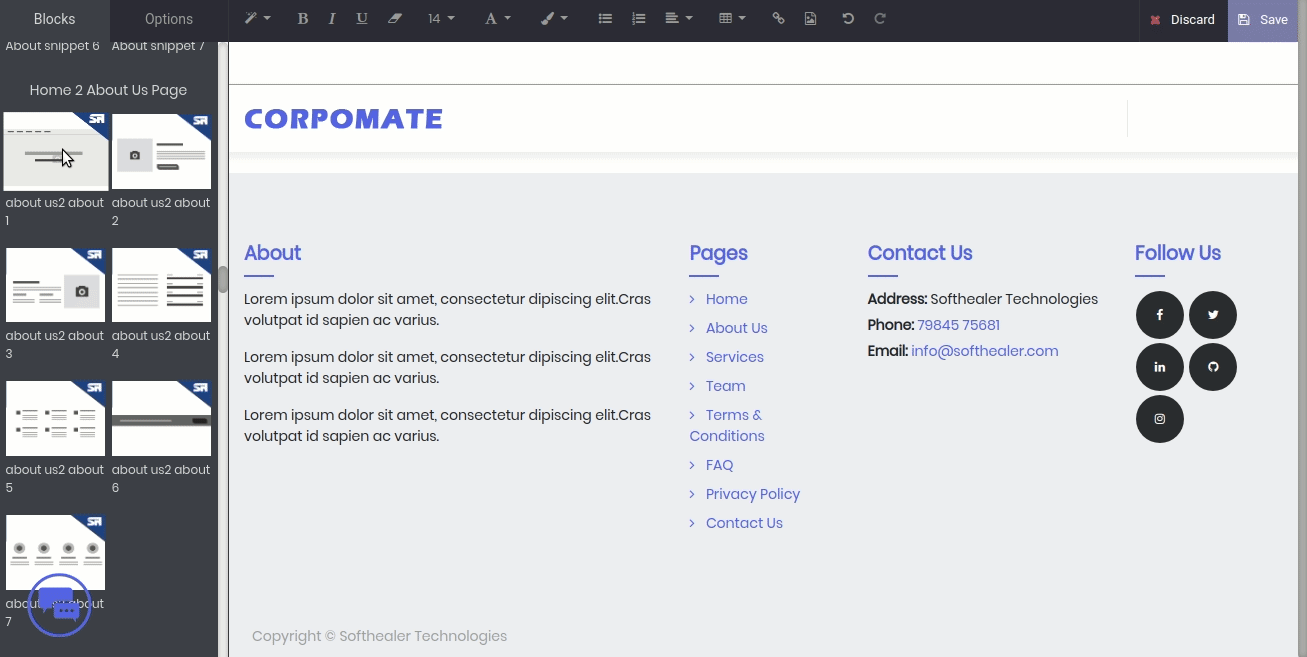 Blocks
Options
14
A
Discard
Save
About snippet 6
About snippet 7
Home 2 About Us Page
about us2 about 1
about us2 about 2
about us2 about 3
about us2 about 4
about us2 about 5
about us2 about 6
7
CORPOMATE
About
Lorem ipsum dolor sit amet, consectetur dipiscing elit.Cras
volutpat id sapien ac varius.
Lorem ipsum dolor sit amet, consectetur dipiscing elit.Cras
volutpat id sapien ac varius.
Lorem ipsum dolor sit amet, consectetur dipiscing elit.Cras
volutpat id sapien ac varius.
Pages
Home
About Us
Services
Team
Terms &
Conditions
FAQ
Privacy Policy
Contact Us
Contact Us
Address: Softhealer Technologies
Phone: 79845 75681
Email: info@softhealer.com
Follow Us
Copyright © Softhealer Technologies